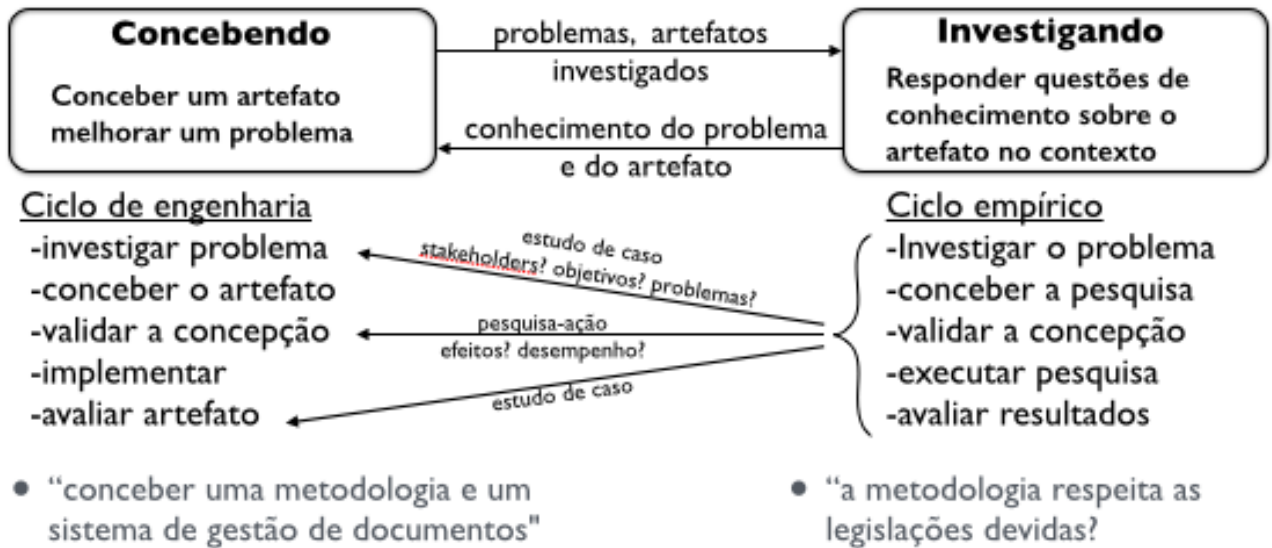 Concebendo
Conceber um artefato
melhorar um problema
problemas, artefatos
investigados
conhecimento do problema
e do artefato
Investigando
Responder questões de
conhecimento sobre o
artefato no contexto
Ciclo de engenharia
-investigar problema
-conceber o artefato
-validar a concepção
-implementar
-avaliar artefato
estudo de caso
stakeholders? objetivos? problemas?
pesquisa-ação
efeitos? desempenho?
estudo de caso
Ciclo empírico
-Investigar o problema
-conceber a pesquisa
-validar a concepção
-executar pesquisa
-avaliar resultados
• “conceber uma metodologia e um
sistema de gestão de documentos"
• “a metodologia respeita as
legislações devidas?